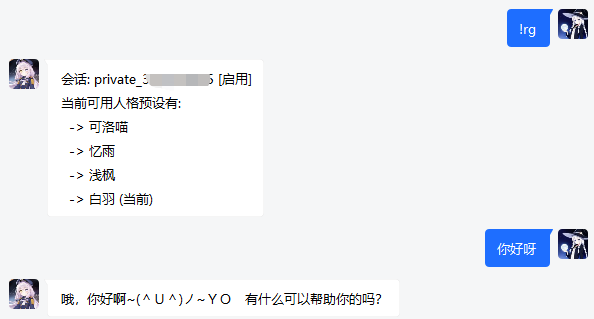 !rg
会话: private_3 5 [启用]
当前可用人格预设有:
-> 可洛喵
-> 忆雨
-> 浅枫
-> 白羽 (当前)
你好呀
哦，你好啊~(＾Ｕ＾)ノ~ＹＯ　有什么可以帮助你的吗？